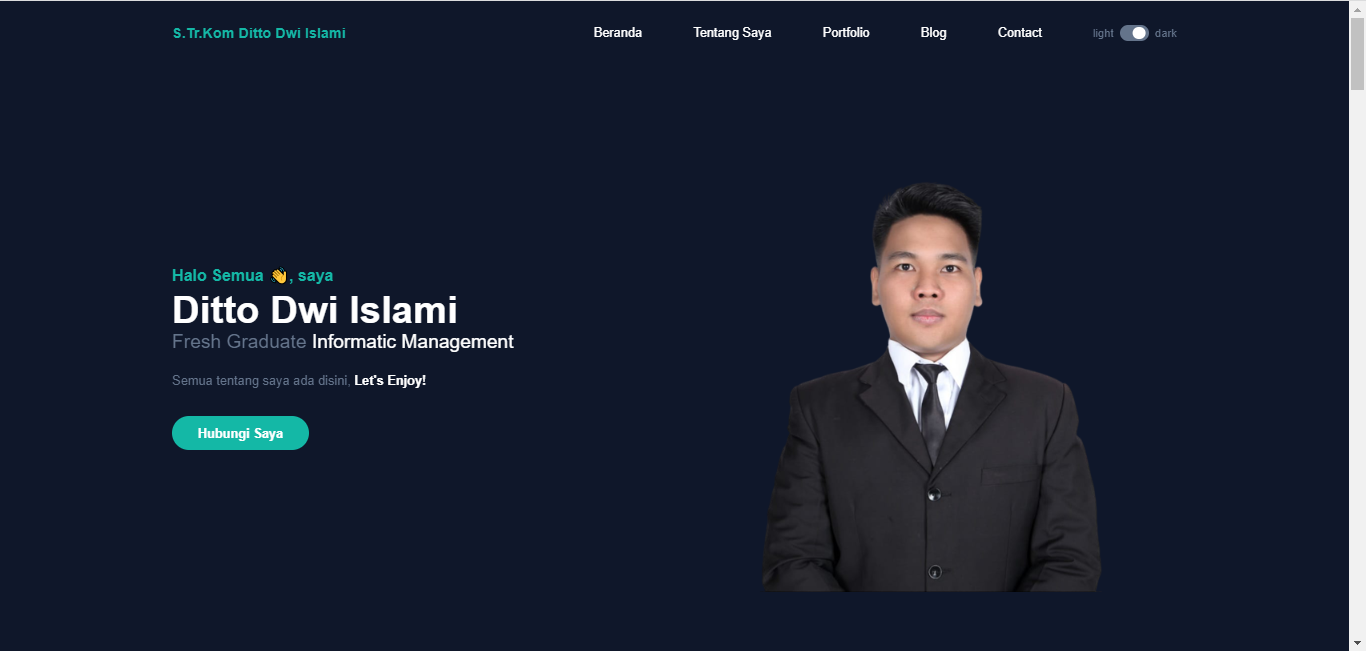 S.Tr.Kom Ditto Dwi Islami
Beranda Tentang Saya Portfolio Blog Contact light dark
Halo Semua 👋, saya
Ditto Dwi Islami
Fresh Graduate Informatic Management
Semua tentang saya ada disini, Let's Enjoy!
Hubungi Saya